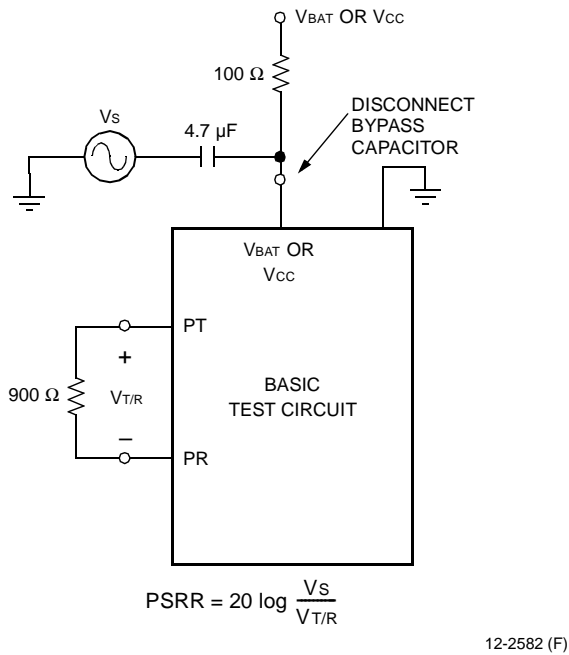 VBAT OR VCC
100 Ω
VS
4.7 µF
DISCONNECT
BYPASS
CAPACITOR
VBAT OR
VCC
PT
+
900 Ω
VT/R
BASIC
TEST CIRCUIT
–
PR
PSRR = 20 log VS
VT/R
12-2582 (F)